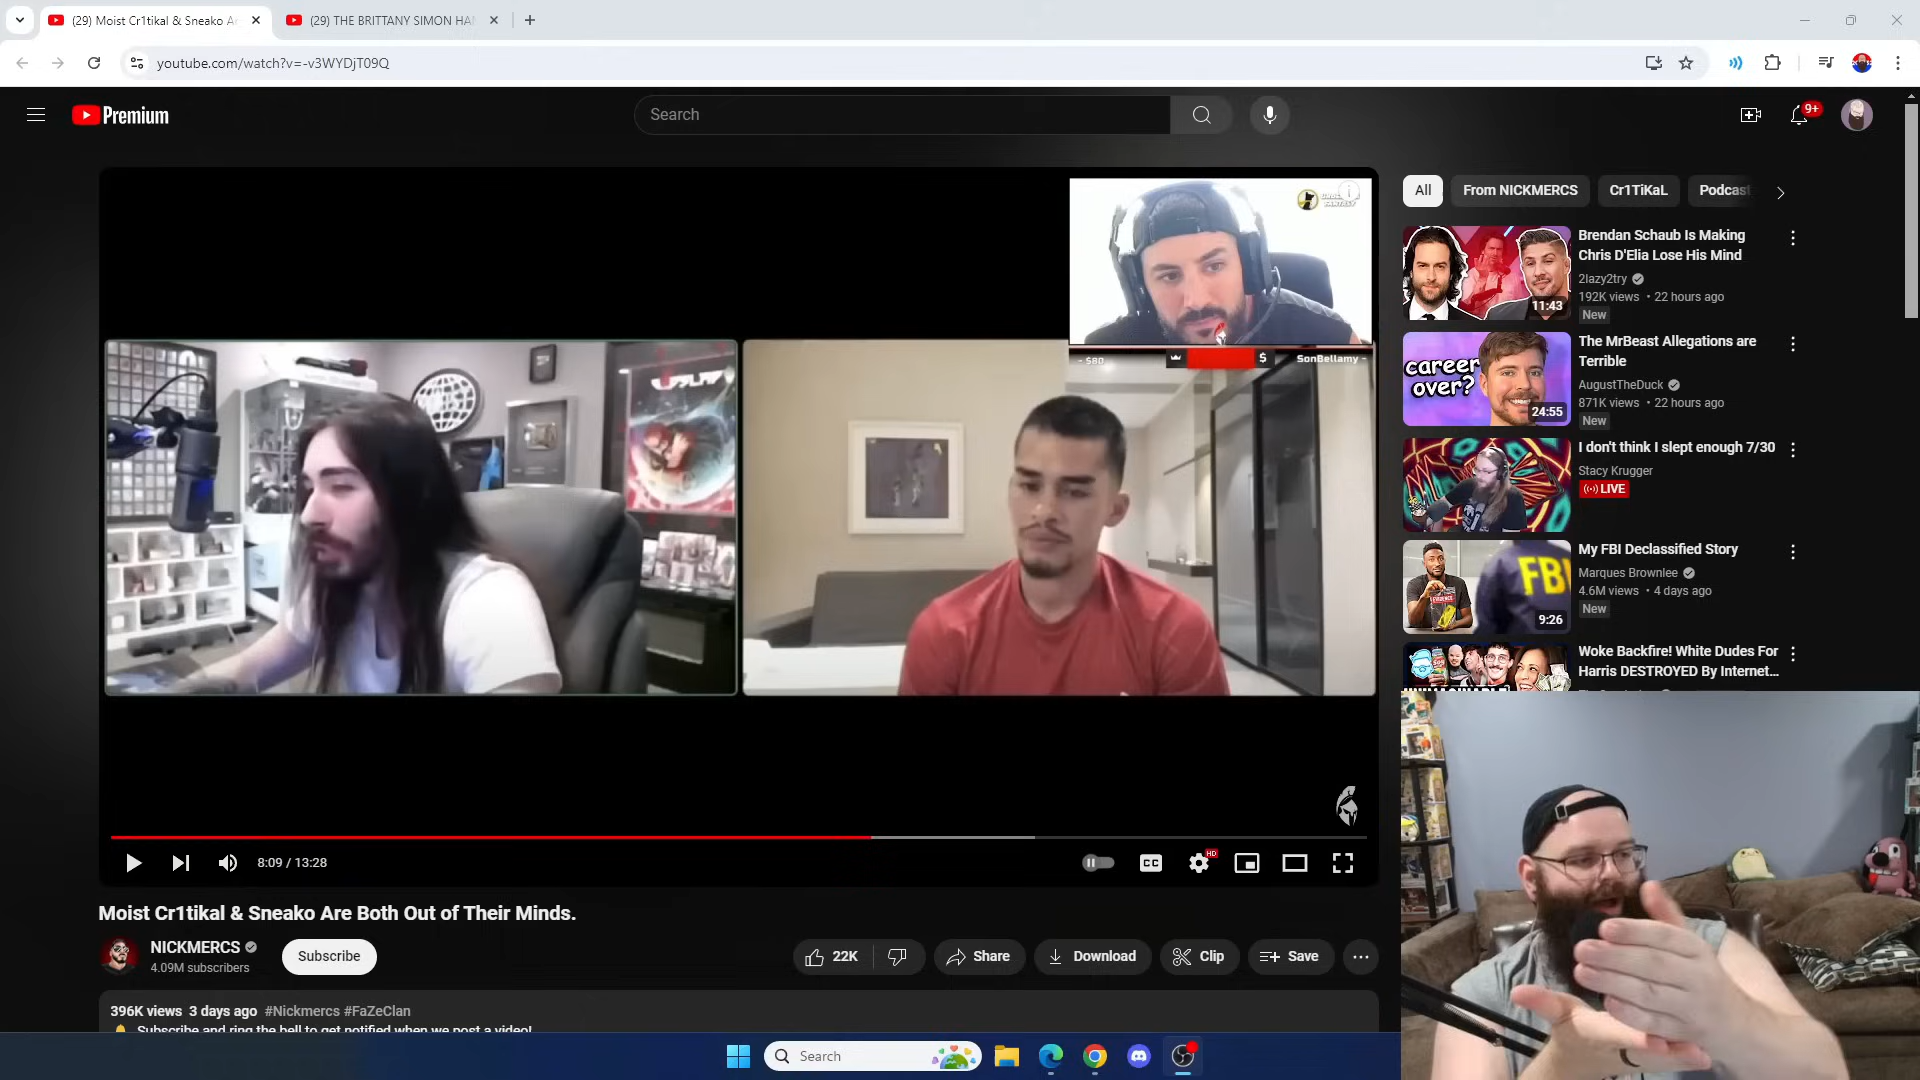 (29) Moist Cr1tikal & Sneako A
(29) THE BRITTANY SIMON HA
youtube.com/watch?v=-v3WYDjT09Q
Premium
Search
9+
All
From NICKMERCS
Cr1TiKaL
Podcast
- $80
$
SonBellamy -
11:43
Brendan Schaub Is Making
Chris D'Elia Lose His Mind
2lazy2try
192K views • 22 hours ago
New
career
over?
24:55
The MrBeast Allegations are
Terrible
AugustTheDuck
871K views • 22 hours ago
New
I don't think I slept enough 7/30
Stacy Krugger
LIVE
FBI
9:26
My FBI Declassified Story
Marques Brownlee
4.6M views • 4 days ago
New
Woke Backfire! White Dudes For
Harris DESTROYED By Internet...
8:09 / 13:28
CC
HD
Moist Cr1tikal & Sneako Are Both Out of Their Minds.
NICKMERCS
4.09M subscribers
Subscribe
22K
Share
Download
Clip
Save
396K views 3 days ago #Nickmercs #FaZeClan
Subscribe and ring the bell to get notified when we post a video!
Search